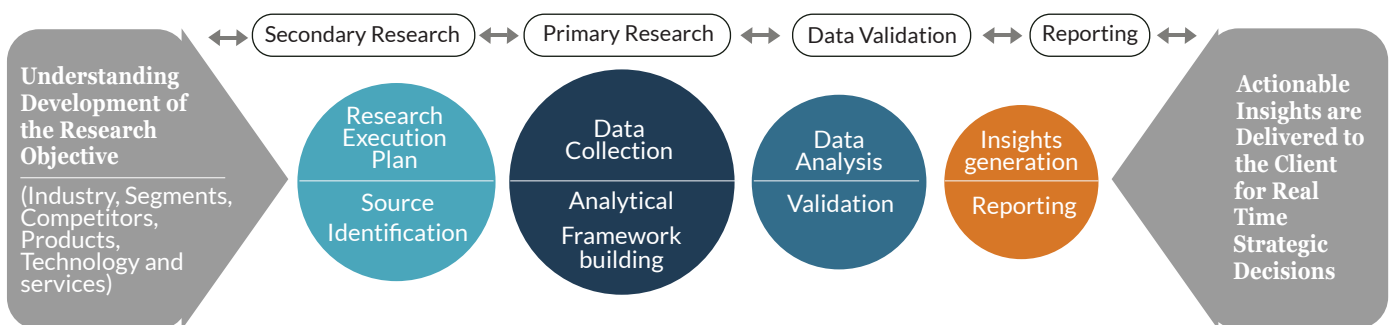 Secondary Research
Primary Research
Data Validation
Reporting
Understanding
Development of
the Research
Objective
(Industry, Segments,
Competitors,
Products,
Technology and
services)
Research
Execution
Plan
Source
Identification
Data
Collection
Analytical
Framework
building
Data
Analysis
Validation
Insights
generation
Reporting
Actionable
Insights are
Delivered to
the Client
for Real
Time
Strategic
Decisions